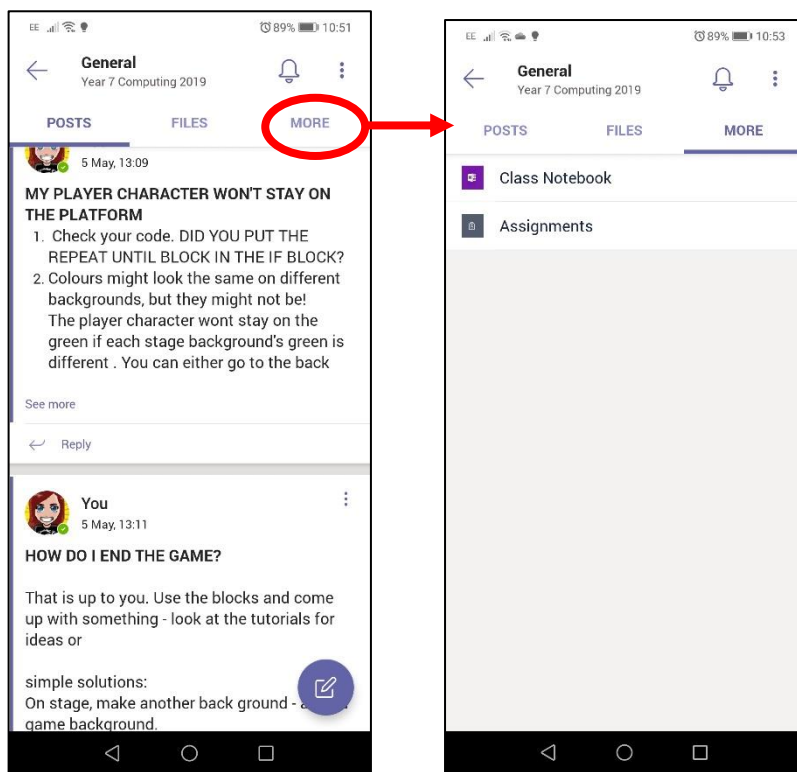 EE 89% 10:51
General
Year 7 Computing 2019
POSTS FILES MORE
5 May, 13:09
MY PLAYER CHARACTER WON'T STAY ON
THE PLATFORM
1. Check your code. DID YOU PUT THE
REPEAT UNTIL BLOCK IN THE IF BLOCK?
2. Colours might look the same on different
backgrounds, but they might not be!
The player character wont stay on the
green if each stage background's green is
different . You can either go to the back
See more
Reply
You
5 May, 13:11
HOW DO I END THE GAME?
That is up to you. Use the blocks and come
up with something - look at the tutorials for
ideas or
simple solutions:
On stage, make another back ground -
game background.
EE 89% 10:53
General
Year 7 Computing 2019
POSTS FILES MORE
Class Notebook
Assignments